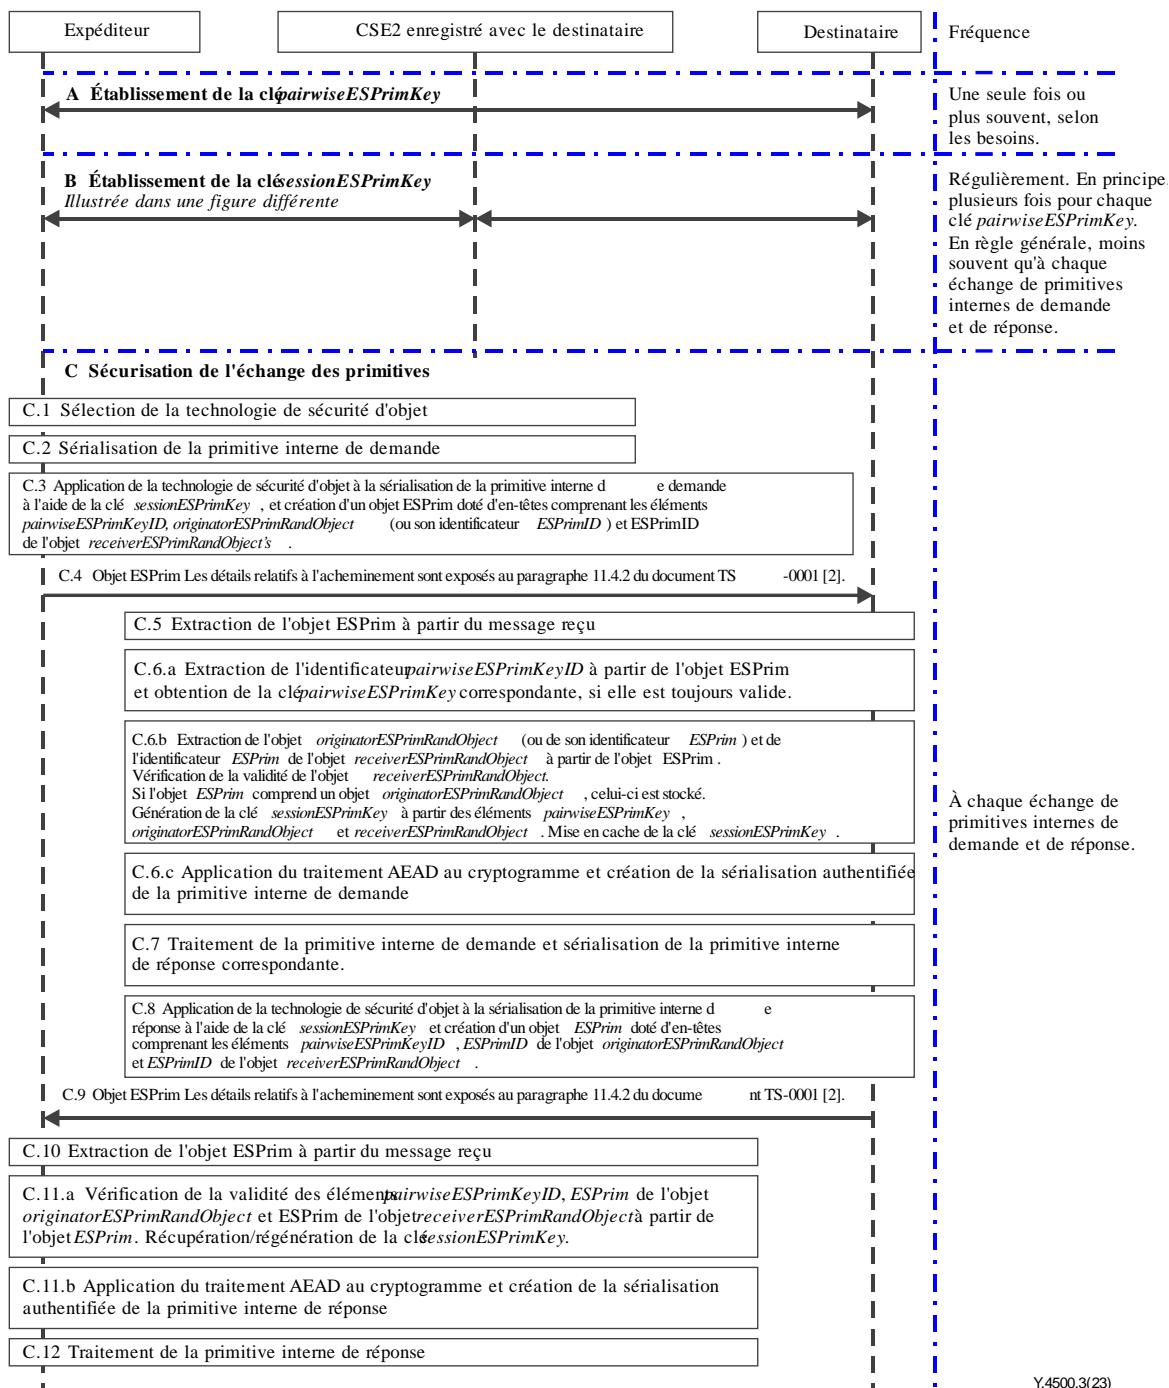 Expéditeur
CSE2 enregistré avec le destinataire
Destinataire
Fréquence
A Établissement de la clé pairwiseESPrimKey
Une seule fois ou
plus souvent, selon
les besoins.
B Établissement de la clé sessionESPrimKey
Illustrée dans une figure différente
Régulièrement. En principe,
plusieurs fois pour chaque
clé pairwiseESPrimKey.
En règle générale, moins
souvent qu'à chaque
échange de primitives
internes de demande
et de réponse.
C Sécurisation de l'échange des primitives
C.1 Sélection de la technologie de sécurité d'objet
C.2 Sérialisation de la primitive interne de demande
C.3 Application de la technologie de sécurité d'objet à la sérialisation de la primitive interne d e demande
à l'aide de la clé sessionESPrimKey , et création d'un objet ESPrim doté d'en-têtes comprenant les éléments
pairwiseESPrimKeyID, originatorESPrimRandObject (ou son identificateur ESPrimID ) et ESPrimID
de l'objet receiverESPrimRandObject's .
C.4 Objet ESPrim Les détails relatifs à l'acheminement sont exposés au paragraphe 11.4.2 du document TS -0001 [2].
C.5 Extraction de l'objet ESPrim à partir du message reçu
C.6.a Extraction de l'identificateur pairwiseESPrimKeyID à partir de l'objet ESPrim
et obtention de la clé pairwiseESPrimKey correspondante, si elle est toujours valide.
C.6.b Extraction de l'objet originatorESPrimRandObject (ou de son identificateur ESPrim ) et de
l'identificateur ESPrim de l'objet receiverESPrimRandObject à partir de l'objet ESPrim .
Vérification de la validité de l'objet receiverESPrimRandObject.
Si l'objet ESPrim comprend un objet originatorESPrimRandObject , celui-ci est stocké.
Génération de la clé sessionESPrimKey à partir des éléments pairwiseESPrimKey ,
originatorESPrimRandObject et receiverESPrimRandObject . Mise en cache de la clé sessionESPrimKey .
À chaque échange de
primitives internes de
demande et de réponse.
C.6.c Application du traitement AEAD au cryptogramme et création de la sérialisation authentifiée
de la primitive interne de demande
C.7 Traitement de la primitive interne de demande et sérialisation de la primitive interne
de réponse correspondante.
C.8 Application de la technologie de sécurité d'objet à la sérialisation de la primitive interne d e
réponse à l'aide de la clé sessionESPrimKey et création d'un objet ESPrim doté d'en-têtes
comprenant les éléments pairwiseESPrimKeyID , ESPrimID de l'objet originatorESPrimRandObject
et ESPrimID de l'objet receiverESPrimRandObject .
C.9 Objet ESPrim Les détails relatifs à l'acheminement sont exposés au paragraphe 11.4.2 du docume nt TS-0001 [2].
C.10 Extraction de l'objet ESPrim à partir du message reçu
C.11.a Vérification de la validité des éléments pairwiseESPrimKeyID, ESPrim de l'objet
originatorESPrimRandObject et ESPrim de l'objet receiverESPrimRandObject à partir de
l'objet ESPrim. Récupération/régénération de la clé sessionESPrimKey.
C.11.b Application du traitement AEAD au cryptogramme et création de la sérialisation
authentifiée de la primitive interne de réponse
C.12 Traitement de la primitive interne de réponse
Y.4500.3(23)